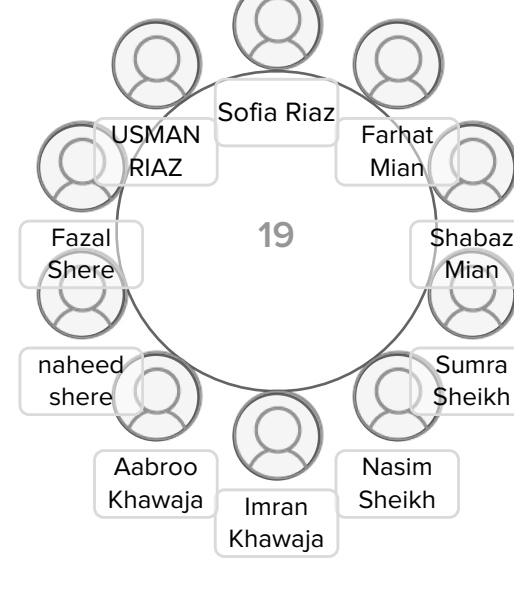 Sofia Riaz
USMAN
RIAZ
Farhat
Mian
19
Fazal
Shere
Shabaz
Mian
naheed
shere
Sumra
Sheikh
Aabroo
Khawaja
Nasim
Sheikh
Imran
Khawaja